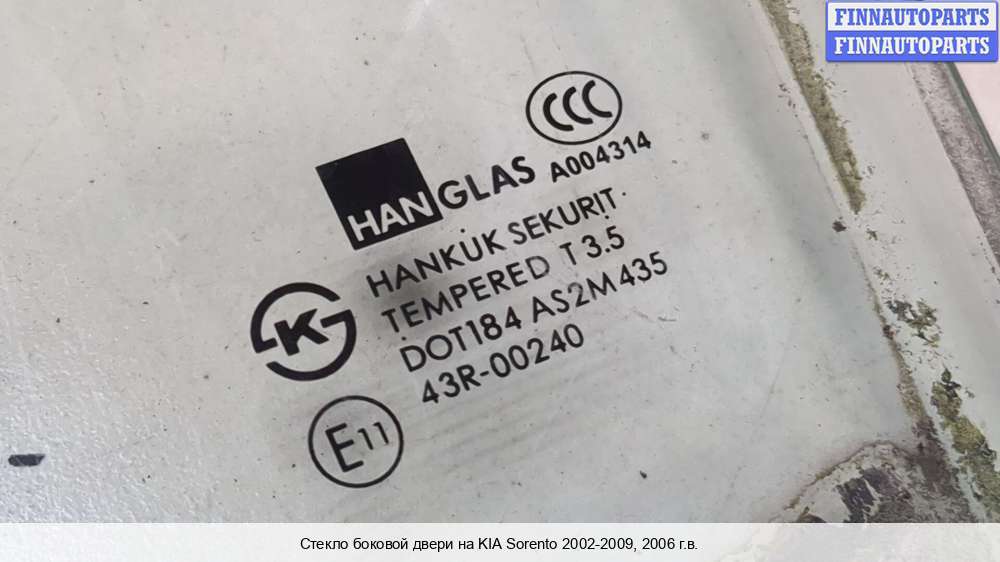 FINNAUTOPARTS
FINNAUTOPARTS
CCC
A004314
HANGLAS
HANKUK SEKURIT
TEMPERED T 3.5
DOT184 AS2M435
43R-00240
K
E11
Стекло боковой двери на KIA Sorento 2002-2009, 2006 г.в.